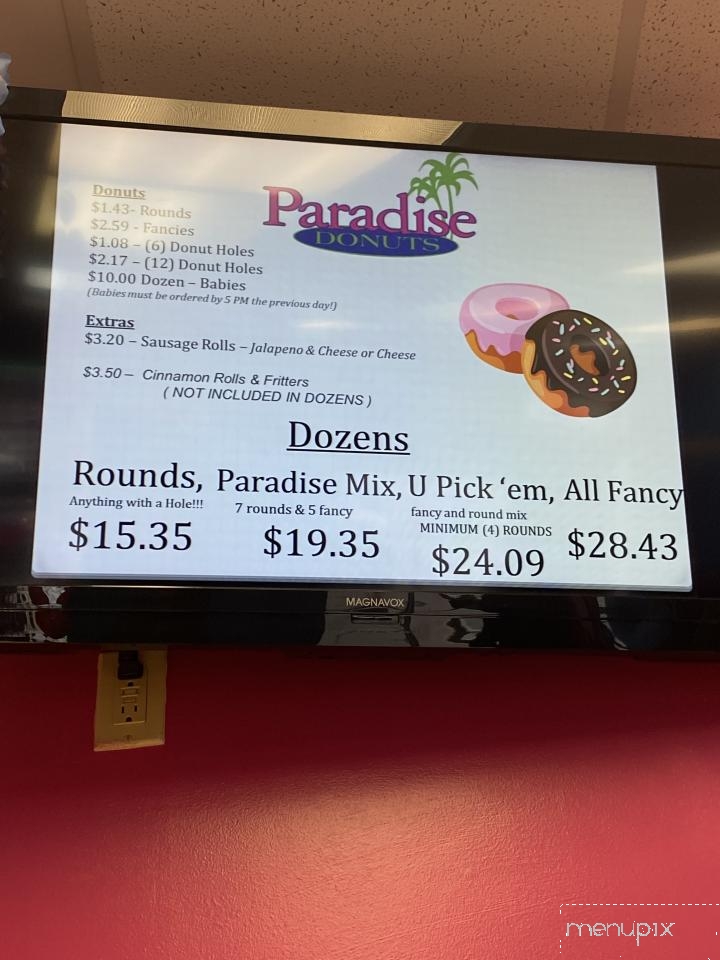 Paradise
DONUTS
Donuts
$1.43- Rounds
$2.59 - Fancies
$1.08 – (6) Donut Holes
$2.17 – (12) Donut Holes
$10.00 Dozen – Babies
(Babies must be ordered by 5 PM the previous day!)
Extras
$3.20 – Sausage Rolls – Jalapeno & Cheese or Cheese
$3.50 – Cinnamon Rolls & Fritters
( NOT INCLUDED IN DOZENS )
Dozens
Rounds, Paradise Mix, U Pick ‘em, All Fancy
Anything with a Hole!!! 7 rounds & 5 fancy fancy and round mix
MINIMUM (4) ROUNDS
$15.35 $19.35 $24.09 $28.43
MAGNAVOX
menupix